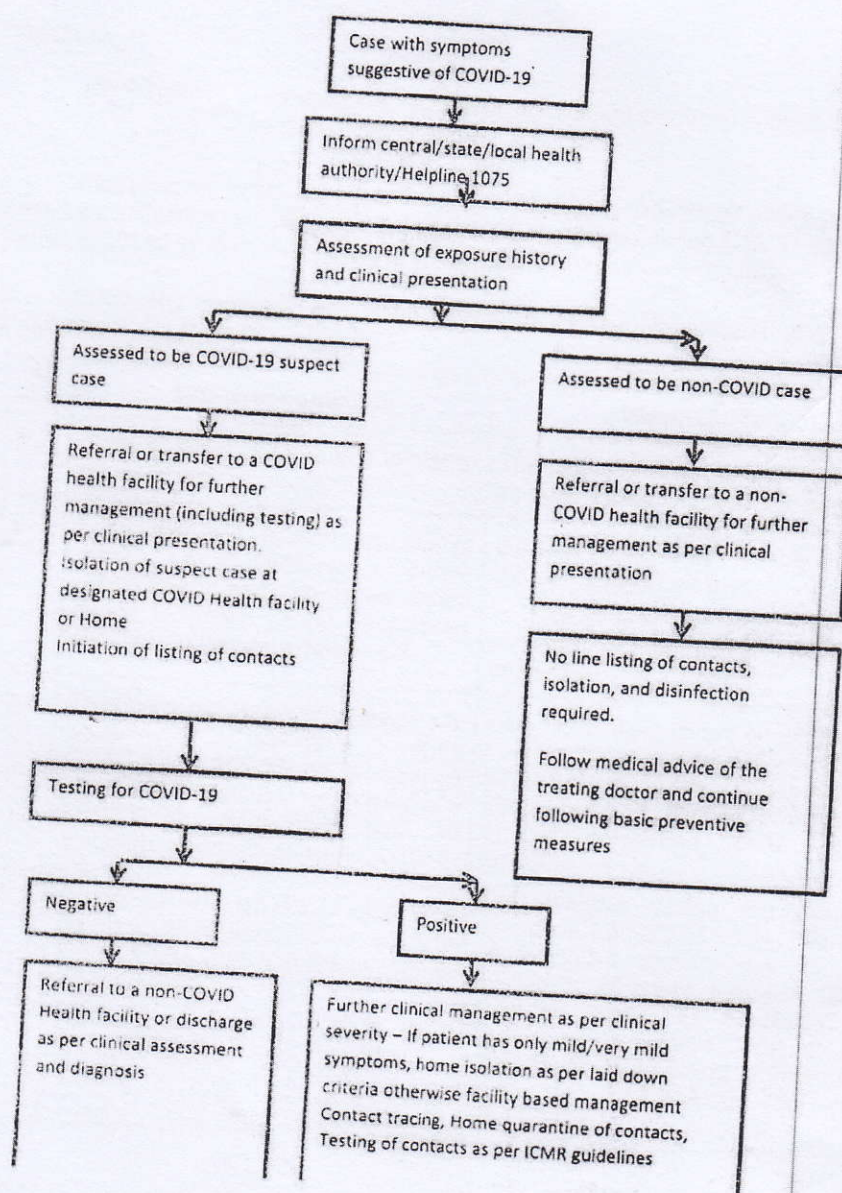 Case with symptoms
suggestive of COVID-19
Inform central/state/local health
authority/Helpline 1075
Assessment of exposure history
and clinical presentation
Assessed to be COVID-19 suspect
case
Assessed to be non-COVID case
Referral or transfer to a COVID
health facility for further
management (including testing) as
per clinical presentation.
Isolation of suspect case at
designated COVID Health facility
or Home
Initiation of listing of contacts
Referral or transfer to a non-
COVID health facility for further
management as per clinical
presentation
No line listing of contacts,
isolation, and disinfection
required.
Follow medical advice of the
treating doctor and continue
following basic preventive
measures
Testing for COVID-19
Negative
Positive
Referral to a non-COVID
Health facility or discharge
as per clinical assessment
and diagnosis
Further clinical management as per clinical
severity – If patient has only mild/very mild
symptoms, home isolation as per laid down
criteria otherwise facility based management
Contact tracing, Home quarantine of contacts,
Testing of contacts as per ICMR guidelines